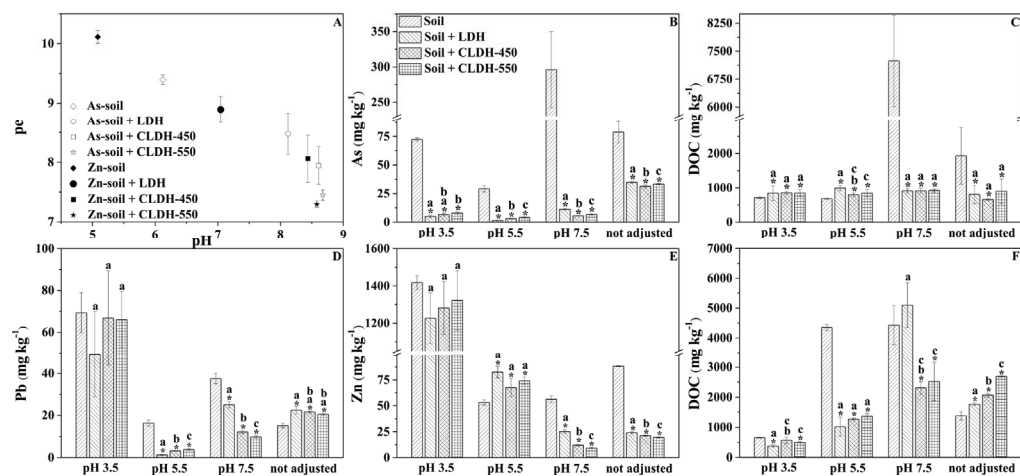 A
10
9
8
7
pe
As-soil
As-soil + LDH
As-soil + CLDH-450
As-soil + CLDH-550
Zn-soil
Zn-soil + LDH
Zn-soil + CLDH-450
Zn-soil + CLDH-550
5 6 7 8 9
pH
B
Soil
Soil + LDH
Soil + CLDH-450
Soil + CLDH-550
350
300
250
200
150
100
75
50
25
0
As (mg kg⁻¹)
a b a b
* * *
a b c
* * *
a b c
* * *
a b c
* * *
pH 3.5 pH 5.5 pH 7.5 not adjusted
C
8250
7500
6750
6000
3000
2000
1000
0
DOC (mg kg⁻¹)
a a a
* * *
a c b a
* * *
a a a
* * *
a b c
* * *
pH 3.5 pH 5.5 pH 7.5 not adjusted
D
100
80
60
40
20
0
Pb (mg kg⁻¹)
a a a
a b c
* * *
a b c
* * *
a b a b
* * *
pH 3.5 pH 5.5 pH 7.5 not adjusted
E
1600
1400
1200
100
75
50
25
0
Zn (mg kg⁻¹)
a a a
a a a
* * *
a b c
* * *
a b c
* * *
pH 3.5 pH 5.5 pH 7.5 not adjusted
F
7000
6000
5000
4000
3000
2000
1000
0
DOC (mg kg⁻¹)
a c b c
* * *
a a c
* * *
a c b c
* *
a b c
* * *
pH 3.5 pH 5.5 pH 7.5 not adjusted